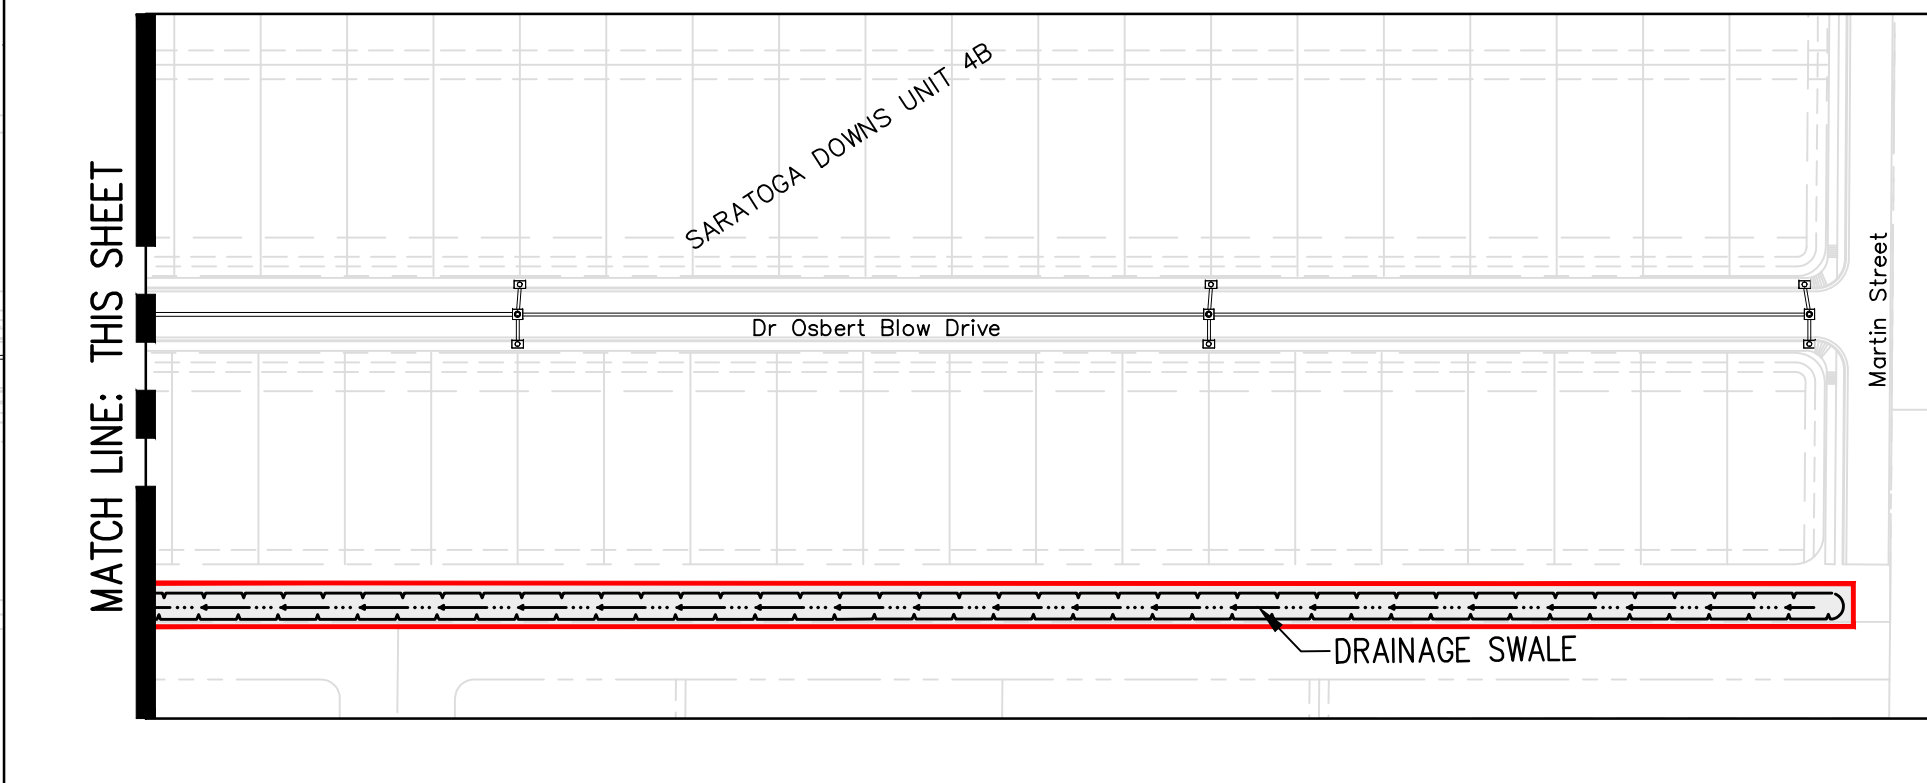 SARATOGA DOWNS UNIT 4B
MATCH LINE: THIS SHEET
Dr Osbert Blow Drive
Martin Street
DRAINAGE SWALE